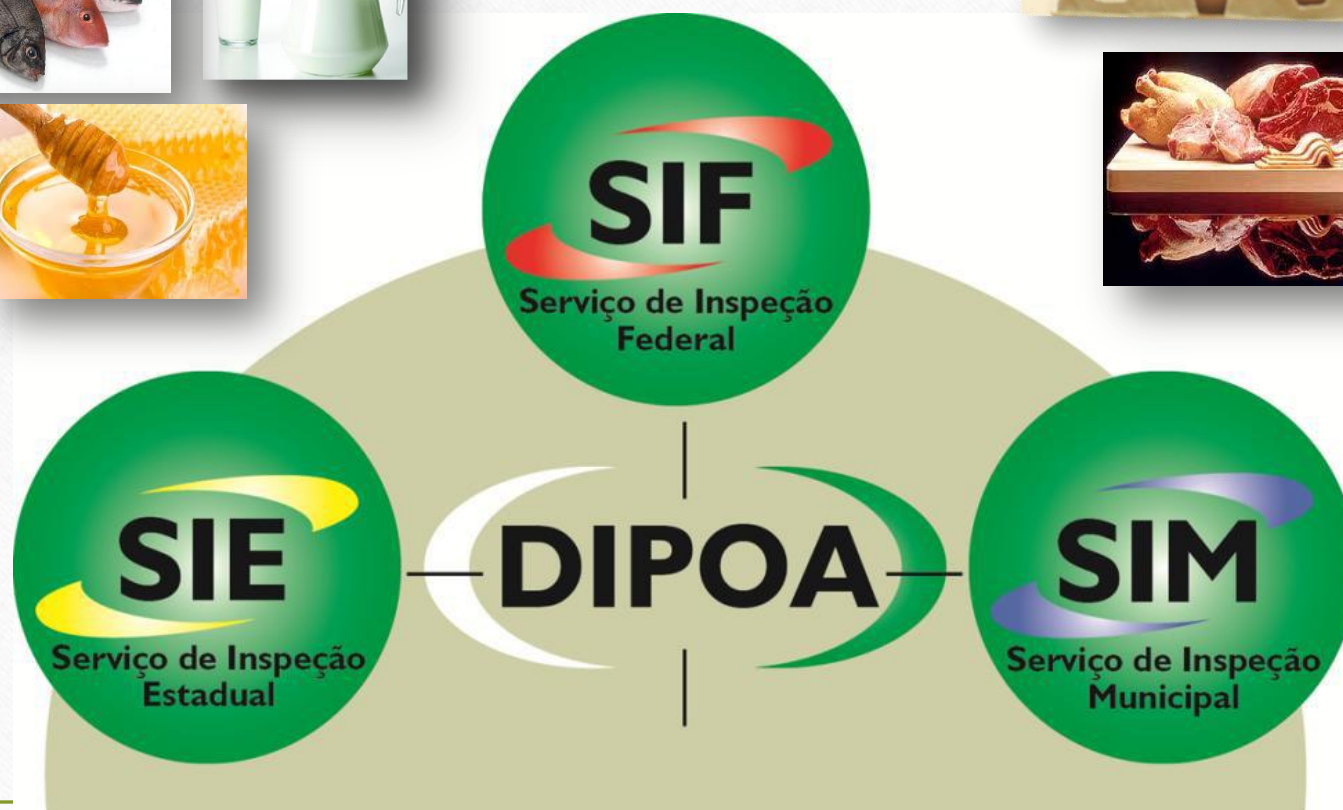 SIF
Serviço de Inspeção
Federal
SIE
Serviço de Inspeção
Estadual
DIPOA
SIM
Serviço de Inspeção
Municipal